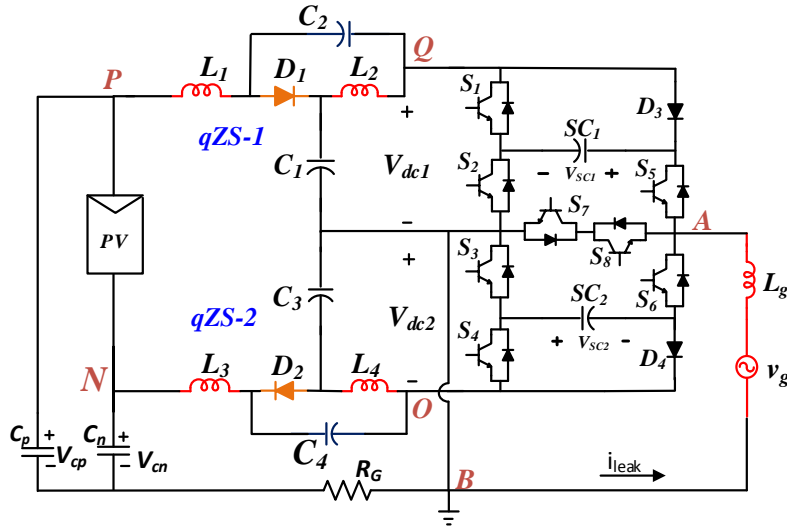 C2
P
L1
D1
L2
Q
S1
D3
qZS-1
+
SC1
C1
Vdc1
S2
- VSC1 +
S5
S7
A
PV
-
+
S3
S8
Lg
C3
SC2
S6
qZS-2
Vdc2
S4
+ VSC2 -
D4
L3
D2
L4
-
vg
N
O
Cp + Cn +
Vcp Vcn
- -
C4
RG
B
ileak